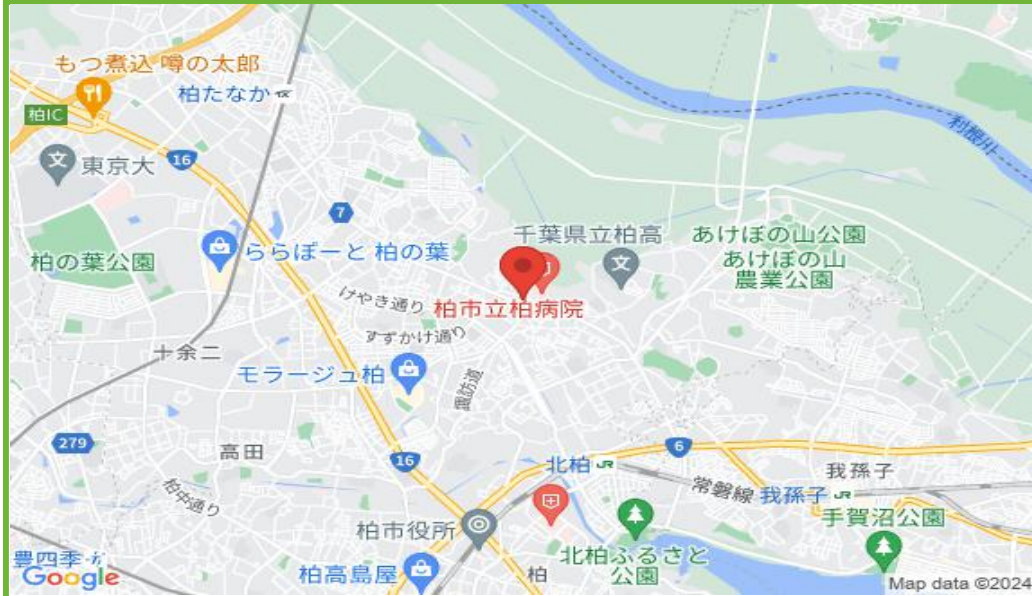 もつ煮込 噂の太郎
柏たなか
柏IC
東京大
16
利根川
7
千葉県立柏高
あけぼの山公園
あけぼの山
農業公園
柏の葉公園
ららぽーと 柏の葉
けやき通り
柏市立柏病院
すずかけ通り
十余二
モラージュ柏
諏訪道
279
高田
16
6
北柏 JR
我孫子
常磐線
我孫子 JR
柏中通り
手賀沼公園
柏市役所
北柏ふるさと
公園
豊四季
柏高島屋
柏
Google
Map data ©2024